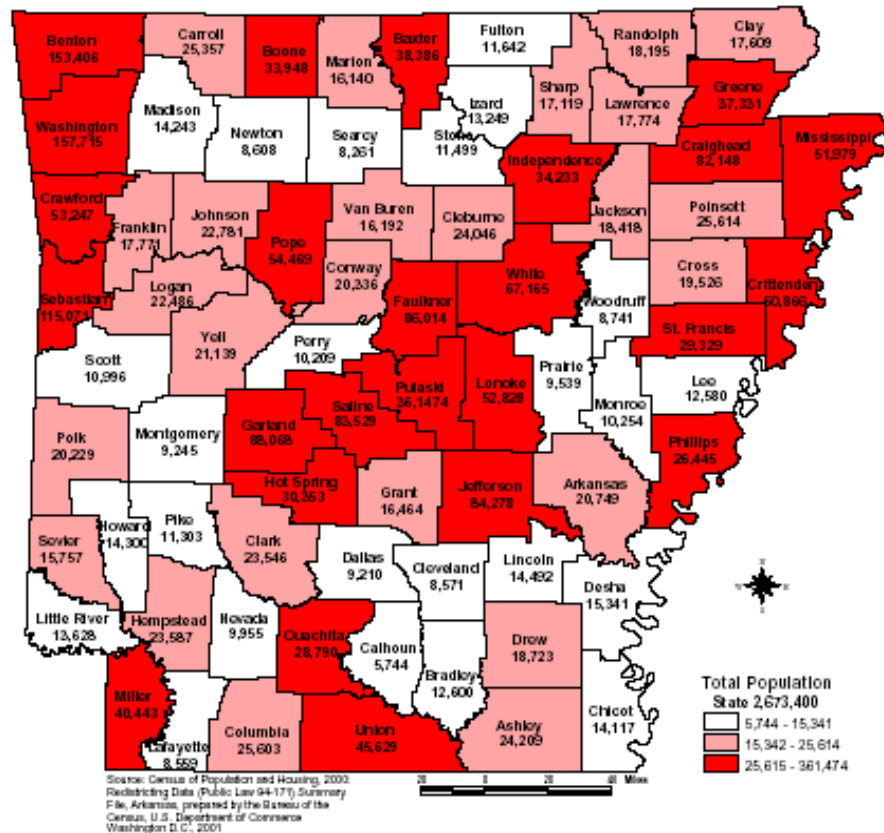 Benton
153,406
Carroll
25,357
Boone
33,948
Marion
16,140
Baxter
38,386
Fulton
11,642
Randolph
18,195
Clay
17,609
Sharp
17,119
Greene
37,331
Washington
157,715
Madison
14,243
Newton
8,608
Searcy
8,261
Izard
13,249
Stone
11,499
Lawrence
17,774
Independence
34,233
Craighead
82,148
Mississippi
51,979
Crawford
53,247
Franklin
17,771
Johnson
22,781
Pope
54,469
Van Buren
16,192
Cleburne
24,046
Jackson
18,418
Poinsett
25,614
Conway
20,336
Sebastian
115,071
Logan
22,486
Yell
21,139
Faulkner
86,014
White
67,165
Woodruff
8,741
Cross
19,526
Crittenden
50,866
St. Francis
29,329
Scott
10,996
Perry
10,209
Pulaski
36,1474
Lonoke
52,828
Prairie
9,539
Lee
12,580
Saline
83,529
Monroe
10,254
Polk
20,229
Montgomery
9,245
Garland
88,068
Phillips
26,445
Hot Spring
30,353
Grant
16,464
Jefferson
84,278
Arkansas
20,749
Sevier
15,757
Howard
14,300
Pike
11,303
Clark
23,546
Dallas
9,210
Cleveland
8,571
Lincoln
14,492
Desha
15,341
Little River
13,628
Hempstead
23,587
Nevada
9,955
Ouachita
28,790
Calhoun
5,744
Bradley
12,600
Drew
18,723
Miller
40,443
Lafayette
8,559
Columbia
25,603
Union
45,629
Ashley
24,209
Chicot
14,117
Total Population
State 2,673,400
5,744 - 15,341
15,342 - 25,614
25,615 - 361,474
20 0 20 40 Miles
Source: Census of Population and Housing, 2000:
Redistricting Data (Public Law 94-171) Summary
File, Arkansas, prepared by the Bureau of the
Census, U.S. Department of Commerce
Washington D.C., 2001